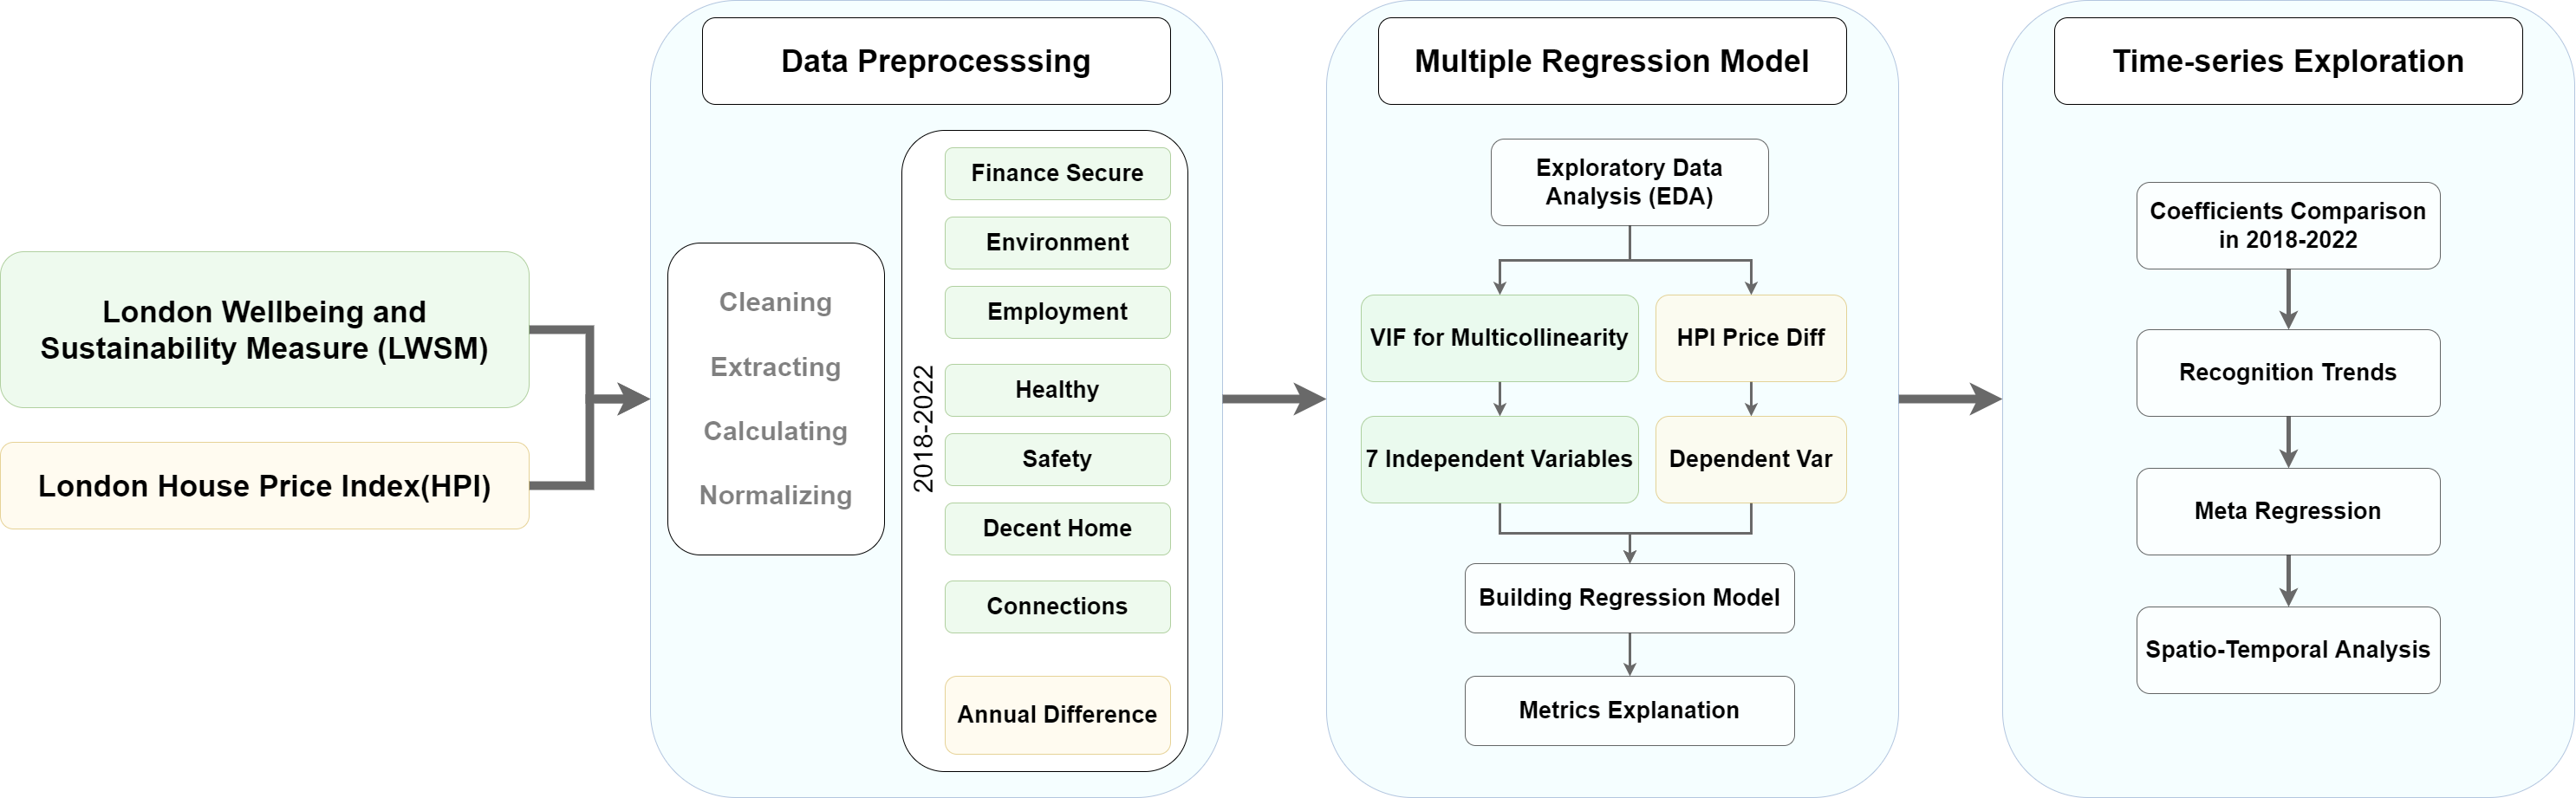 London Wellbeing and
Sustainability Measure (LWSM)
London House Price Index(HPI)
Data Preprocesssing
Cleaning
Extracting
Calculating
Normalizing
2018-2022
Finance Secure
Environment
Employment
Healthy
Safety
Decent Home
Connections
Annual Difference
Multiple Regression Model
Exploratory Data
Analysis (EDA)
VIF for Multicollinearity
HPI Price Diff
7 Independent Variables
Dependent Var
Building Regression Model
Metrics Explanation
Time-series Exploration
Coefficients Comparison
in 2018-2022
Recognition Trends
Meta Regression
Spatio-Temporal Analysis